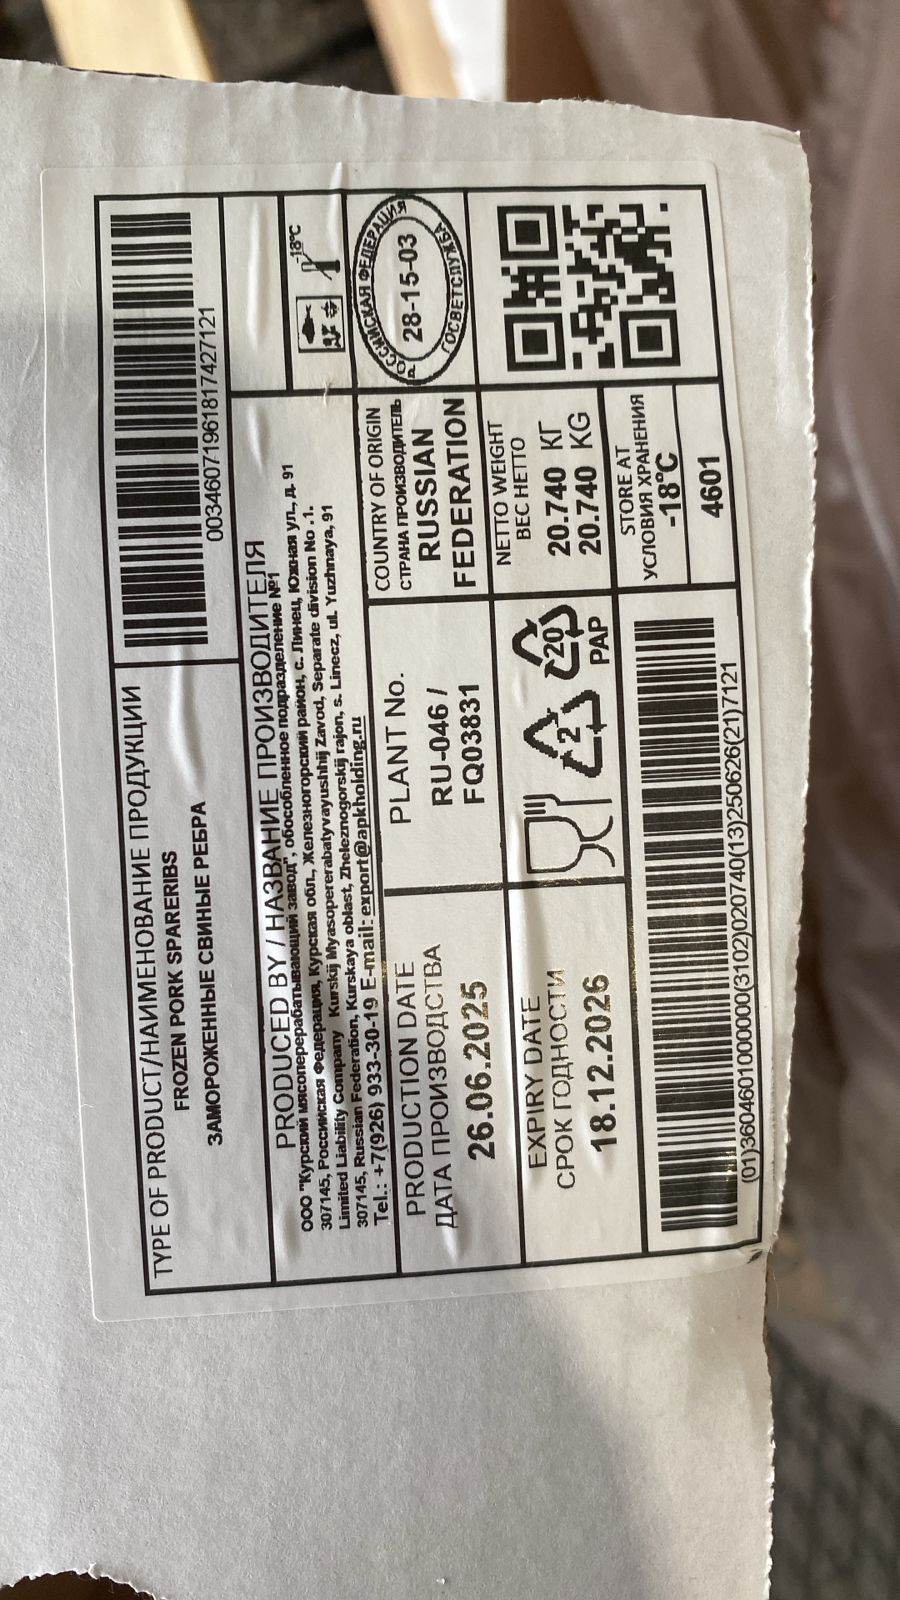 TYPE OF PRODUCT/НАИМЕНОВАНИЕ ПРОДУКЦИИ
FROZEN PORK SPARERIBS
ЗАМОРОЖЕННЫЕ СВИНЫЕ РЕБРА
00346071961817427121
PRODUCED BY / НАЗВАНИЕ ПРОИЗВОДИТЕЛЯ
ООО "Курский мясоперерабатывающий завод", обособленное подразделение №1
307145, Российская Федерация, Курская обл., Железногорский район, с. Линец, Южная ул., д. 91
Limited Liability Company Kurskij Myasopererabatyvayushhij Zavod, Separate division No .1.
307145, Russian Federation, Kurskaya oblast, Zheleznogorskij rajon, s. Linecz, ul. Yuzhnaya, 91
Tel.: +7(926) 933-30-19 E-mail: export@apkholding.ru
-18°C
PRODUCTION DATE
ДАТА ПРОИЗВОДСТВА
26.06.2025
PLANT No.
RU-046 /
FQ03831
COUNTRY OF ORIGIN
СТРАНА ПРОИЗВОДИТЕЛЬ
RUSSIAN
FEDERATION
РОССИЙСКАЯ ФЕДЕРАЦИЯ
28-15-03
ГОСВЕТСЛУЖБА
EXPIRY DATE
СРОК ГОДНОСТИ
18.12.2026
2
20
PAP
NETTO WEIGHT
ВЕС НЕТТО
20.740 КГ
20.740 KG
STORE AT
УСЛОВИЯ ХРАНЕНИЯ
-18°C
4601
(01)36046010000000(3102)020740(13)250626(21)7121